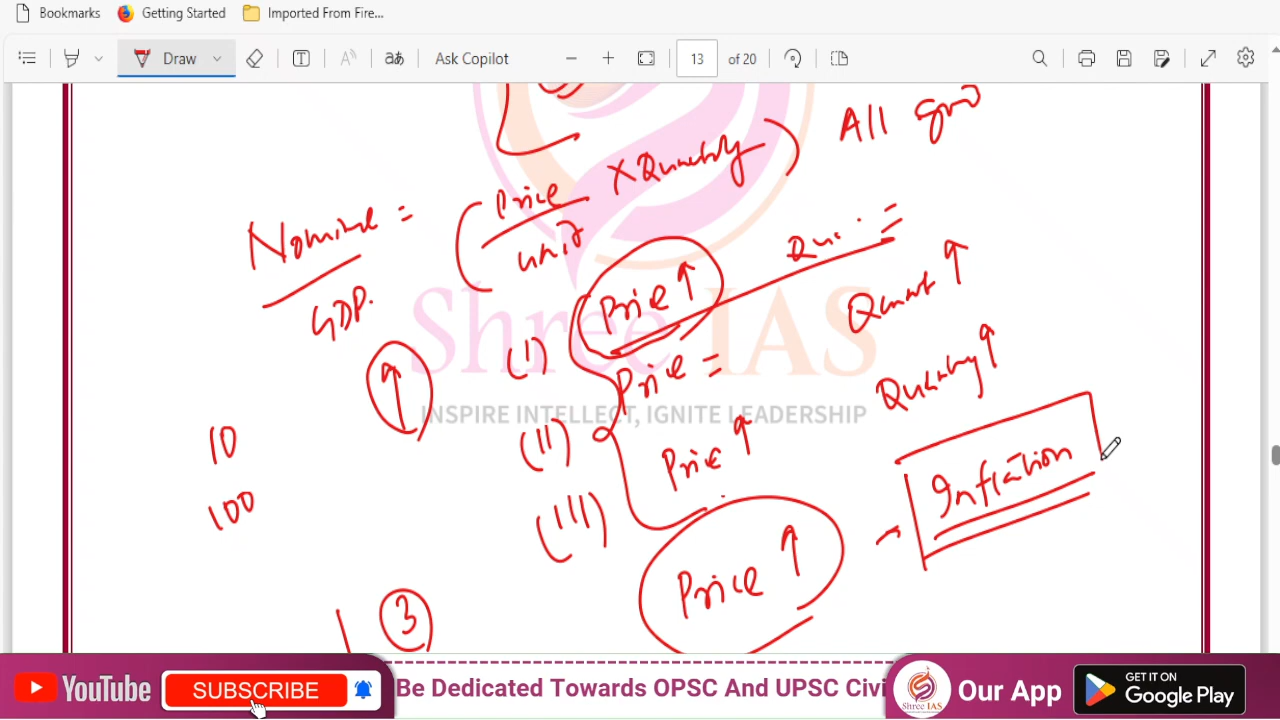 Bookmarks Getting Started Imported From Fire...
Draw Ask Copilot 13 of 20
All
Nominal = (Price / unit × Quantity)
GDP.
(I) Price ↑ =
Price = Quant ↑
(II) Price ↑ Quantity ↑
(III) Price ↑ → Inflation
10
100
3
Shree IAS
INSPIRE INTELLECT, IGNITE LEADERSHIP
YouTube SUBSCRIBE Be Dedicated Towards OPSC And UPSC Civi Shree IAS Our App GET IT ON Google Play